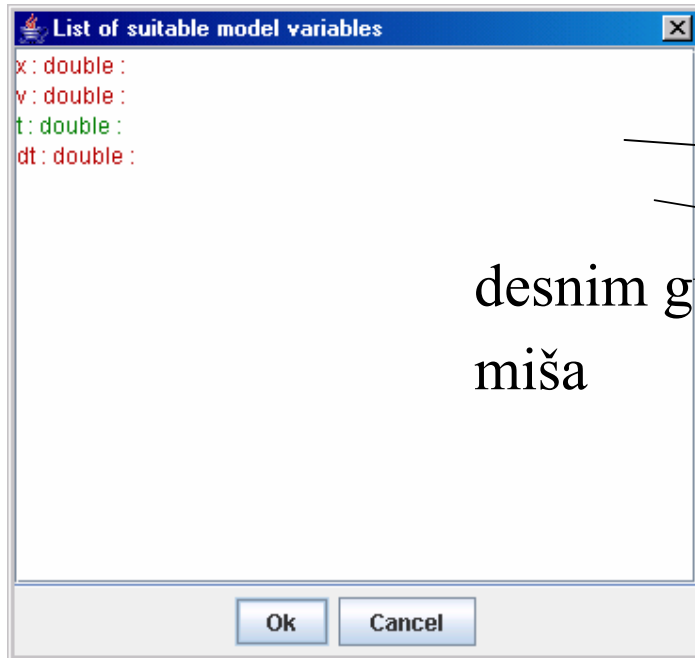 List of suitable model variables
x : double :
v : double :
t : double :
dt : double :
desnim
miša
Ok
Cancel